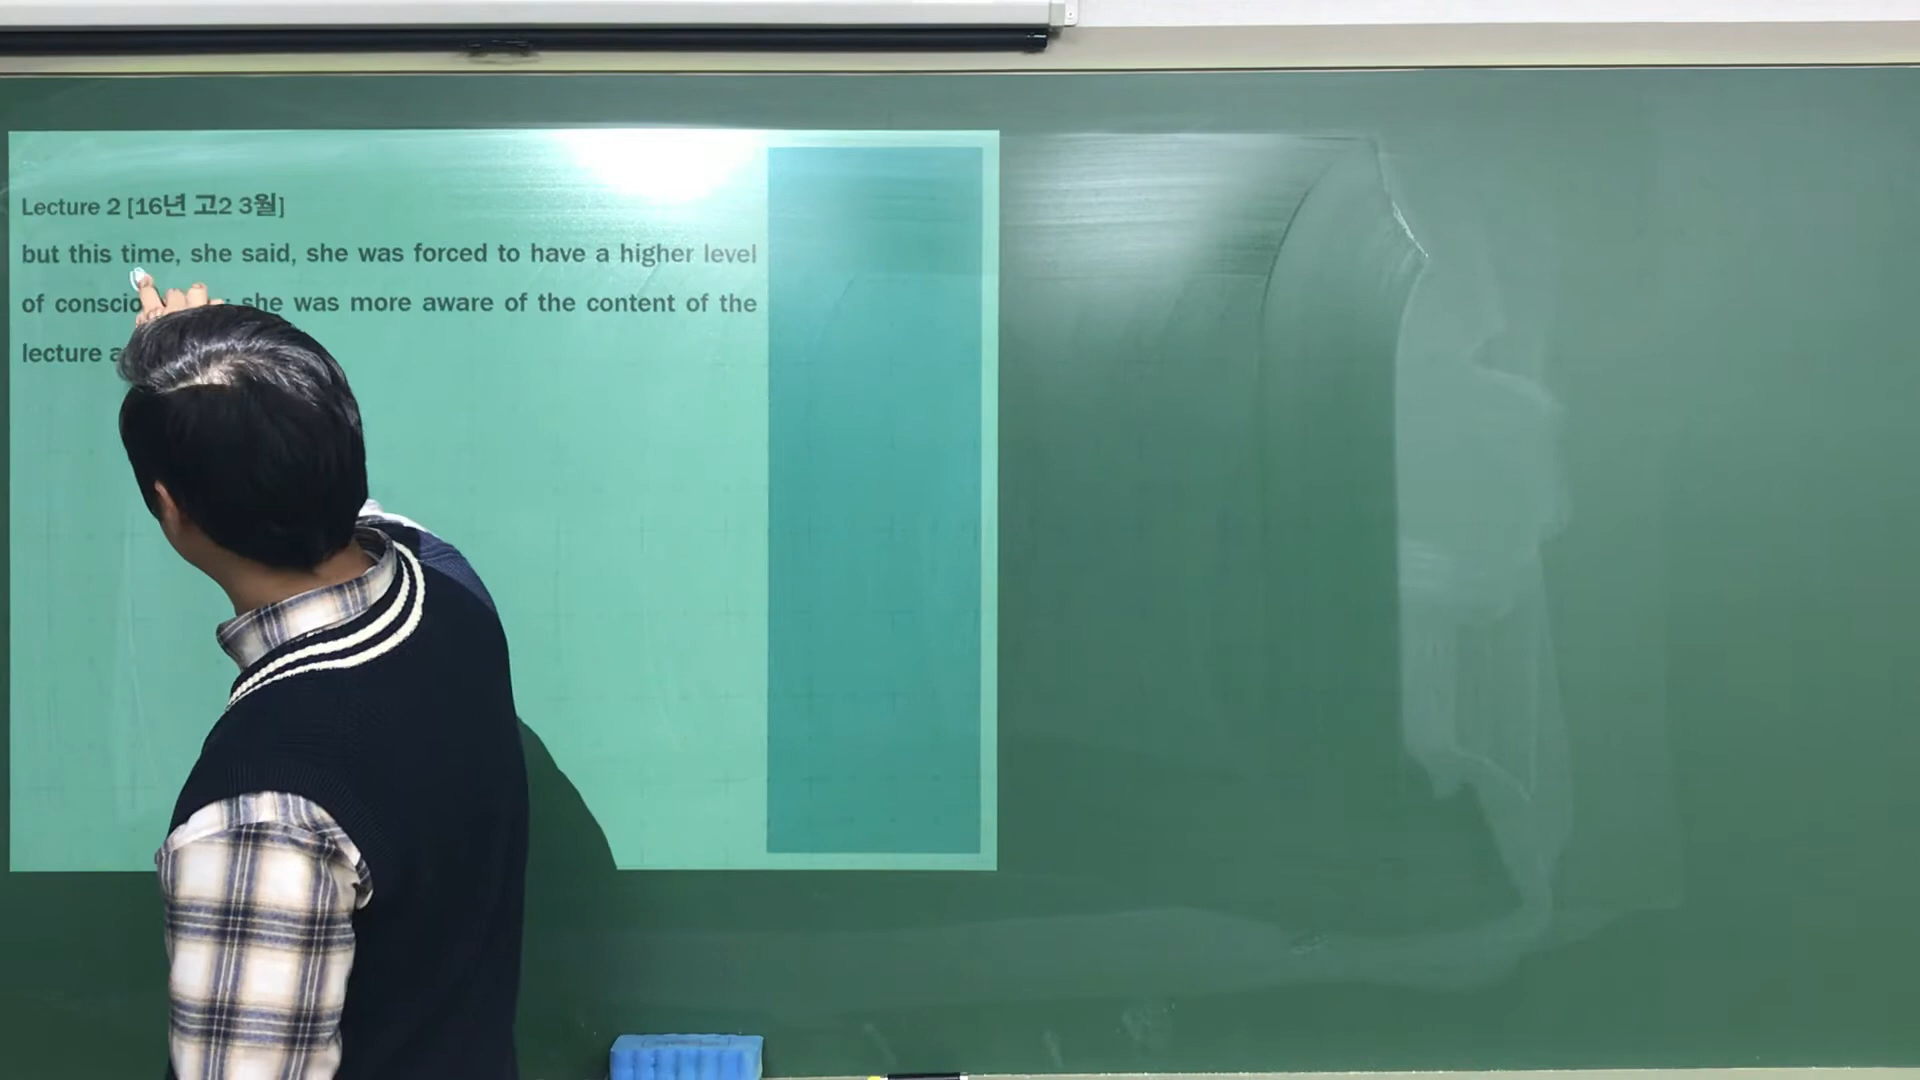 Lecture 2 [16년 고2 3월]
but this time, she said, she was forced to have a higher level
of she was more aware of the content of the
lecture